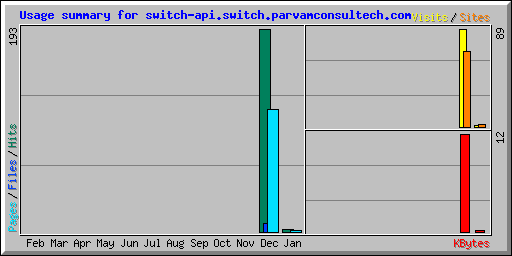 Usage summary for switch-api.switch.parvamconsultech.com
Visits / Sites
193
89
Pages / Files / Hits
12
Feb Mar Apr May Jun Jul Aug Sep Oct Nov Dec Jan
KBytes